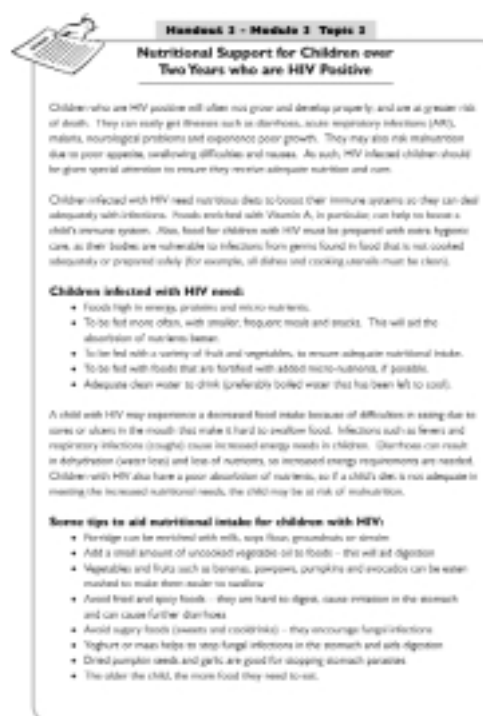 Handout 3 - Module 3 Topic 3
Nutritional Support for Children over
Two Years who are HIV Positive
Children who are HIV positive will often not grow and develop properly, and are at greater risk
of death. They can easily get illnesses such as diarrhoea, acute respiratory infections (ARI),
malaria, neurological problems and experience poor growth. They may also risk malnutrition
due to poor appetite, swallowing difficulties and nausea. As such, HIV infected children should
be given special attention to ensure they receive adequate nutrition and care.
Children infected with HIV need nutritious diets to boost their immune systems so they can deal
adequately with infections. Foods enriched with Vitamin A, in particular, can help to boost a
child's immune system. Also, food for children with HIV must be prepared with extra hygienic
care, as their bodies are vulnerable to infections from germs found in food that is not cooked
adequately or prepared safely (for example, all dishes and cooking utensils must be clean).
Children infected with HIV need:
• Foods high in energy, proteins and micro-nutrients.
• To be fed more often, with smaller, frequent meals and snacks. This will aid the
absorbtion of nutrients better.
• To be fed with a variety of fruit and vegetables, to ensure adequate nutritional intake.
• To be fed with foods that are fortified with added micro-nutrients, if possible.
• Adequate clean water to drink (preferably boiled water that has been left to cool).
A child with HIV may experience a decreased food intake because of difficulties in eating due to
sores or ulcers in the mouth that make it hard to swallow food. Infections such as fevers and
respiratory infections (coughs) cause increased energy needs in children. Diarrhoea can result
in dehydration (water loss) and loss of nutrients, so increased energy requirements are needed.
Children with HIV also have a poor absorbtion of nutrients, so if a child's diet is not adequate in
meeting the increased nutritional needs, the child may be at risk of malnutrition.
Some tips to aid nutritional intake for children with HIV:
• Porridge can be enriched with milk, soya flour, groundnuts or
• Add a small amount of uncooked vegetable oil to foods – this will aid digestion
• Vegetables and fruits such as bananas, pawpaws, pumpkins and avocados can be eaten
mashed to make them easier to swallow
• Avoid fried and spicy foods – they are hard to digest, cause irritation in the stomach
and can cause further diarrhoea
• Avoid sugary foods (sweets and cooldrinks) – they encourage fungal infections
• Yoghurt or maas helps to stop fungal infections in the stomach and aids digestion
• Dried pumpkin seeds and garlic are good for stopping stomach parasites
• The older the child, the more food they need to eat.